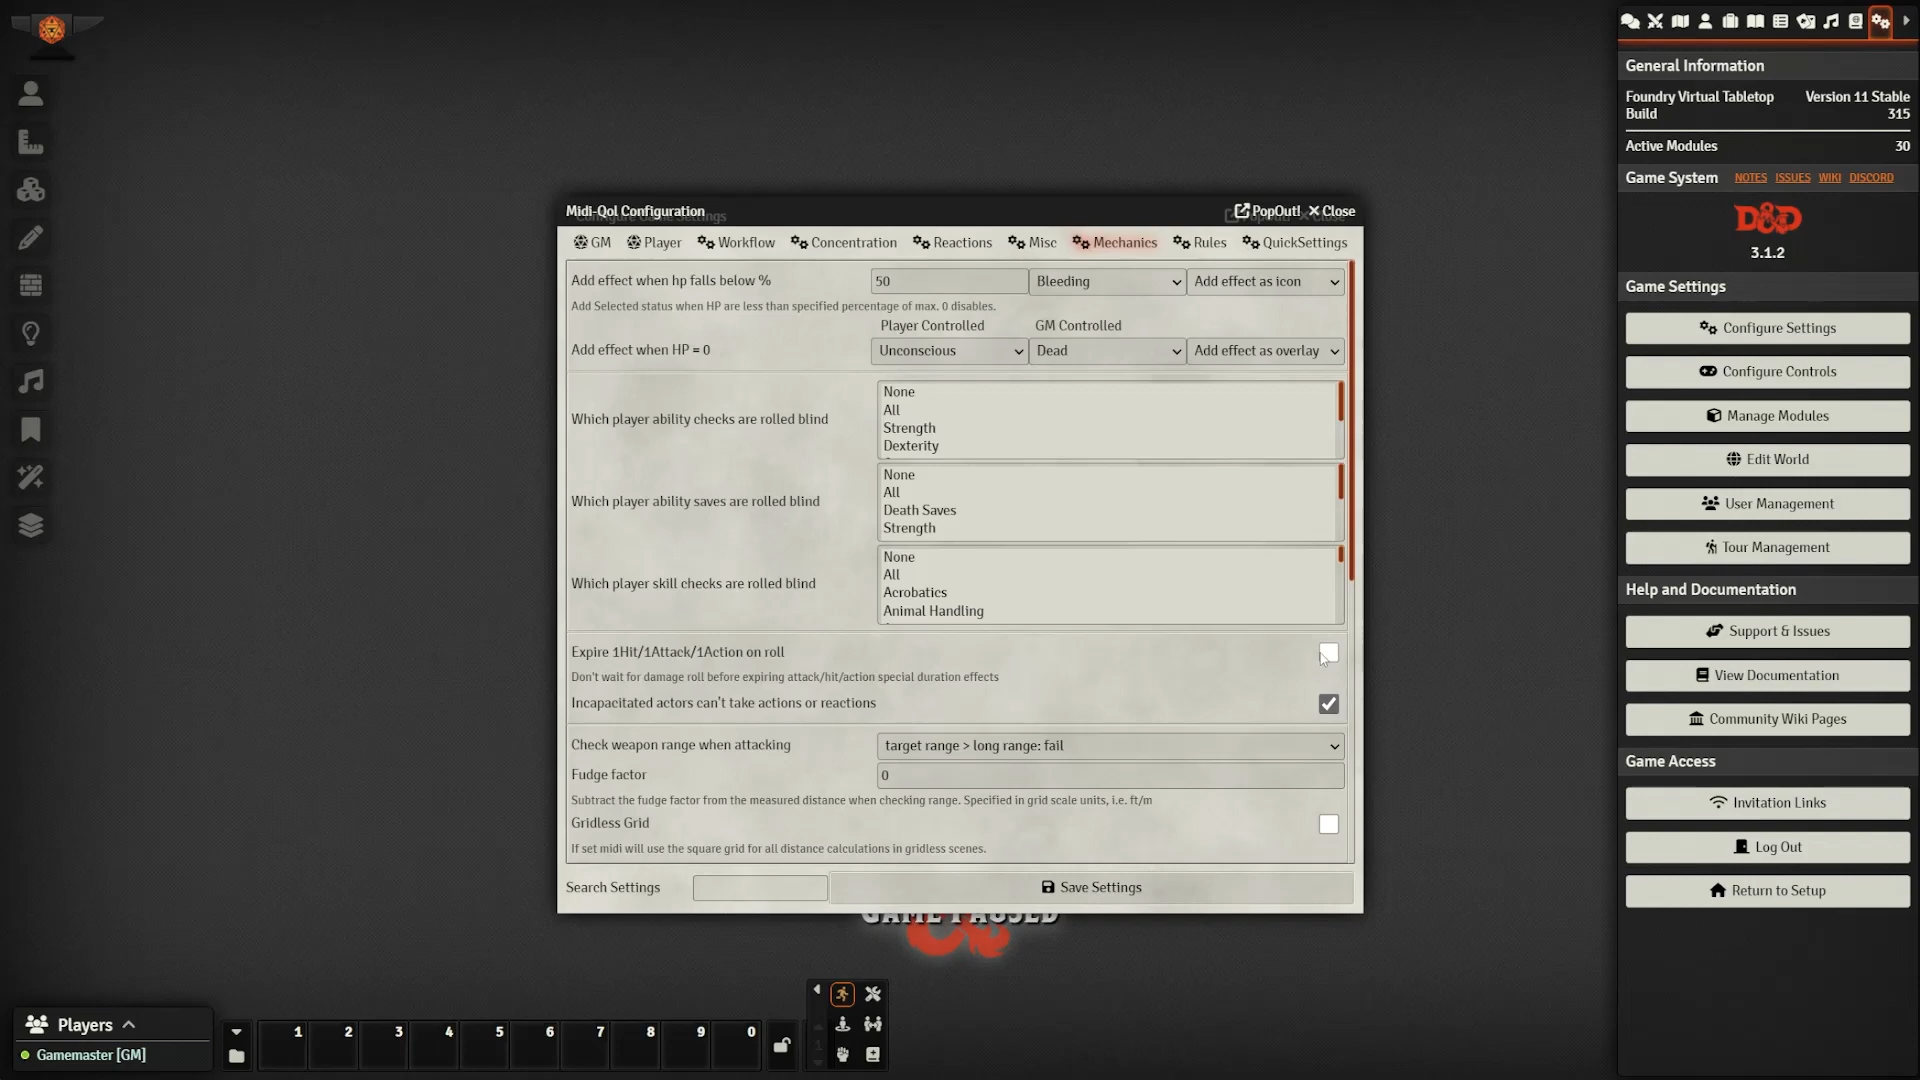 General Information
Foundry Virtual Tabletop Version 11 Stable
Build 315
Active Modules 30
Game System NOTES ISSUES WIKI DISCORD
D&D
3.1.2
Game Settings
Configure Settings
Configure Controls
Manage Modules
Edit World
User Management
Tour Management
Help and Documentation
Support & Issues
View Documentation
Community Wiki Pages
Game Access
Invitation Links
Log Out
Return to Setup
Midi-Qol Configuration PopOut! Close
GM Player Workflow Concentration Reactions Misc Mechanics Rules QuickSettings
Add effect when hp falls below % 50 Bleeding Add effect as icon
Add Selected status when HP are less than specified percentage of max. 0 disables.
Player Controlled GM Controlled
Add effect when HP = 0 Unconscious Dead Add effect as overlay
Which player ability checks are rolled blind
None
All
Strength
Dexterity
Which player ability saves are rolled blind
None
All
Death Saves
Strength
Which player skill checks are rolled blind
None
All
Acrobatics
Animal Handling
Expire 1Hit/1Attack/1Action on roll
Don't wait for damage roll before expiring attack/hit/action special duration effects
Incapacitated actors can't take actions or reactions
Check weapon range when attacking target range > long range: fail
Fudge factor 0
Subtract the fudge factor from the measured distance when checking range. Specified in grid scale units, i.e. ft/m
Gridless Grid
If set midi will use the square grid for all distance calculations in gridless scenes.
Search Settings Save Settings
GAME PAUSED
Players
Gamemaster [GM]
1 2 3 4 5 6 7 8 9 0
1